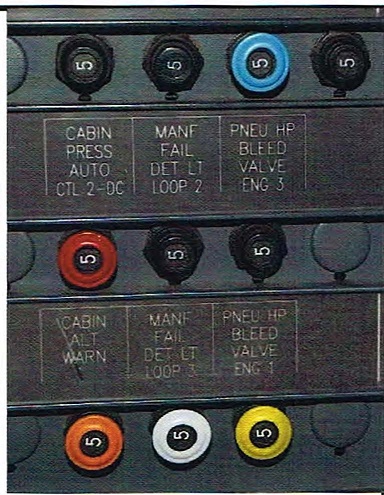 5 5 5 5
CABIN
PRESS
AUTO
CTL 2-DC
MANF
FAIL
DET LT
LOOP 2
PNEU HP
BLEED
VALVE
ENG 3
5 5 5
CABIN
ALT
WARN
MANF
FAIL
DET LT
LOOP 3
PNEU HP
BLEED
VALVE
ENG 1
5 5 5